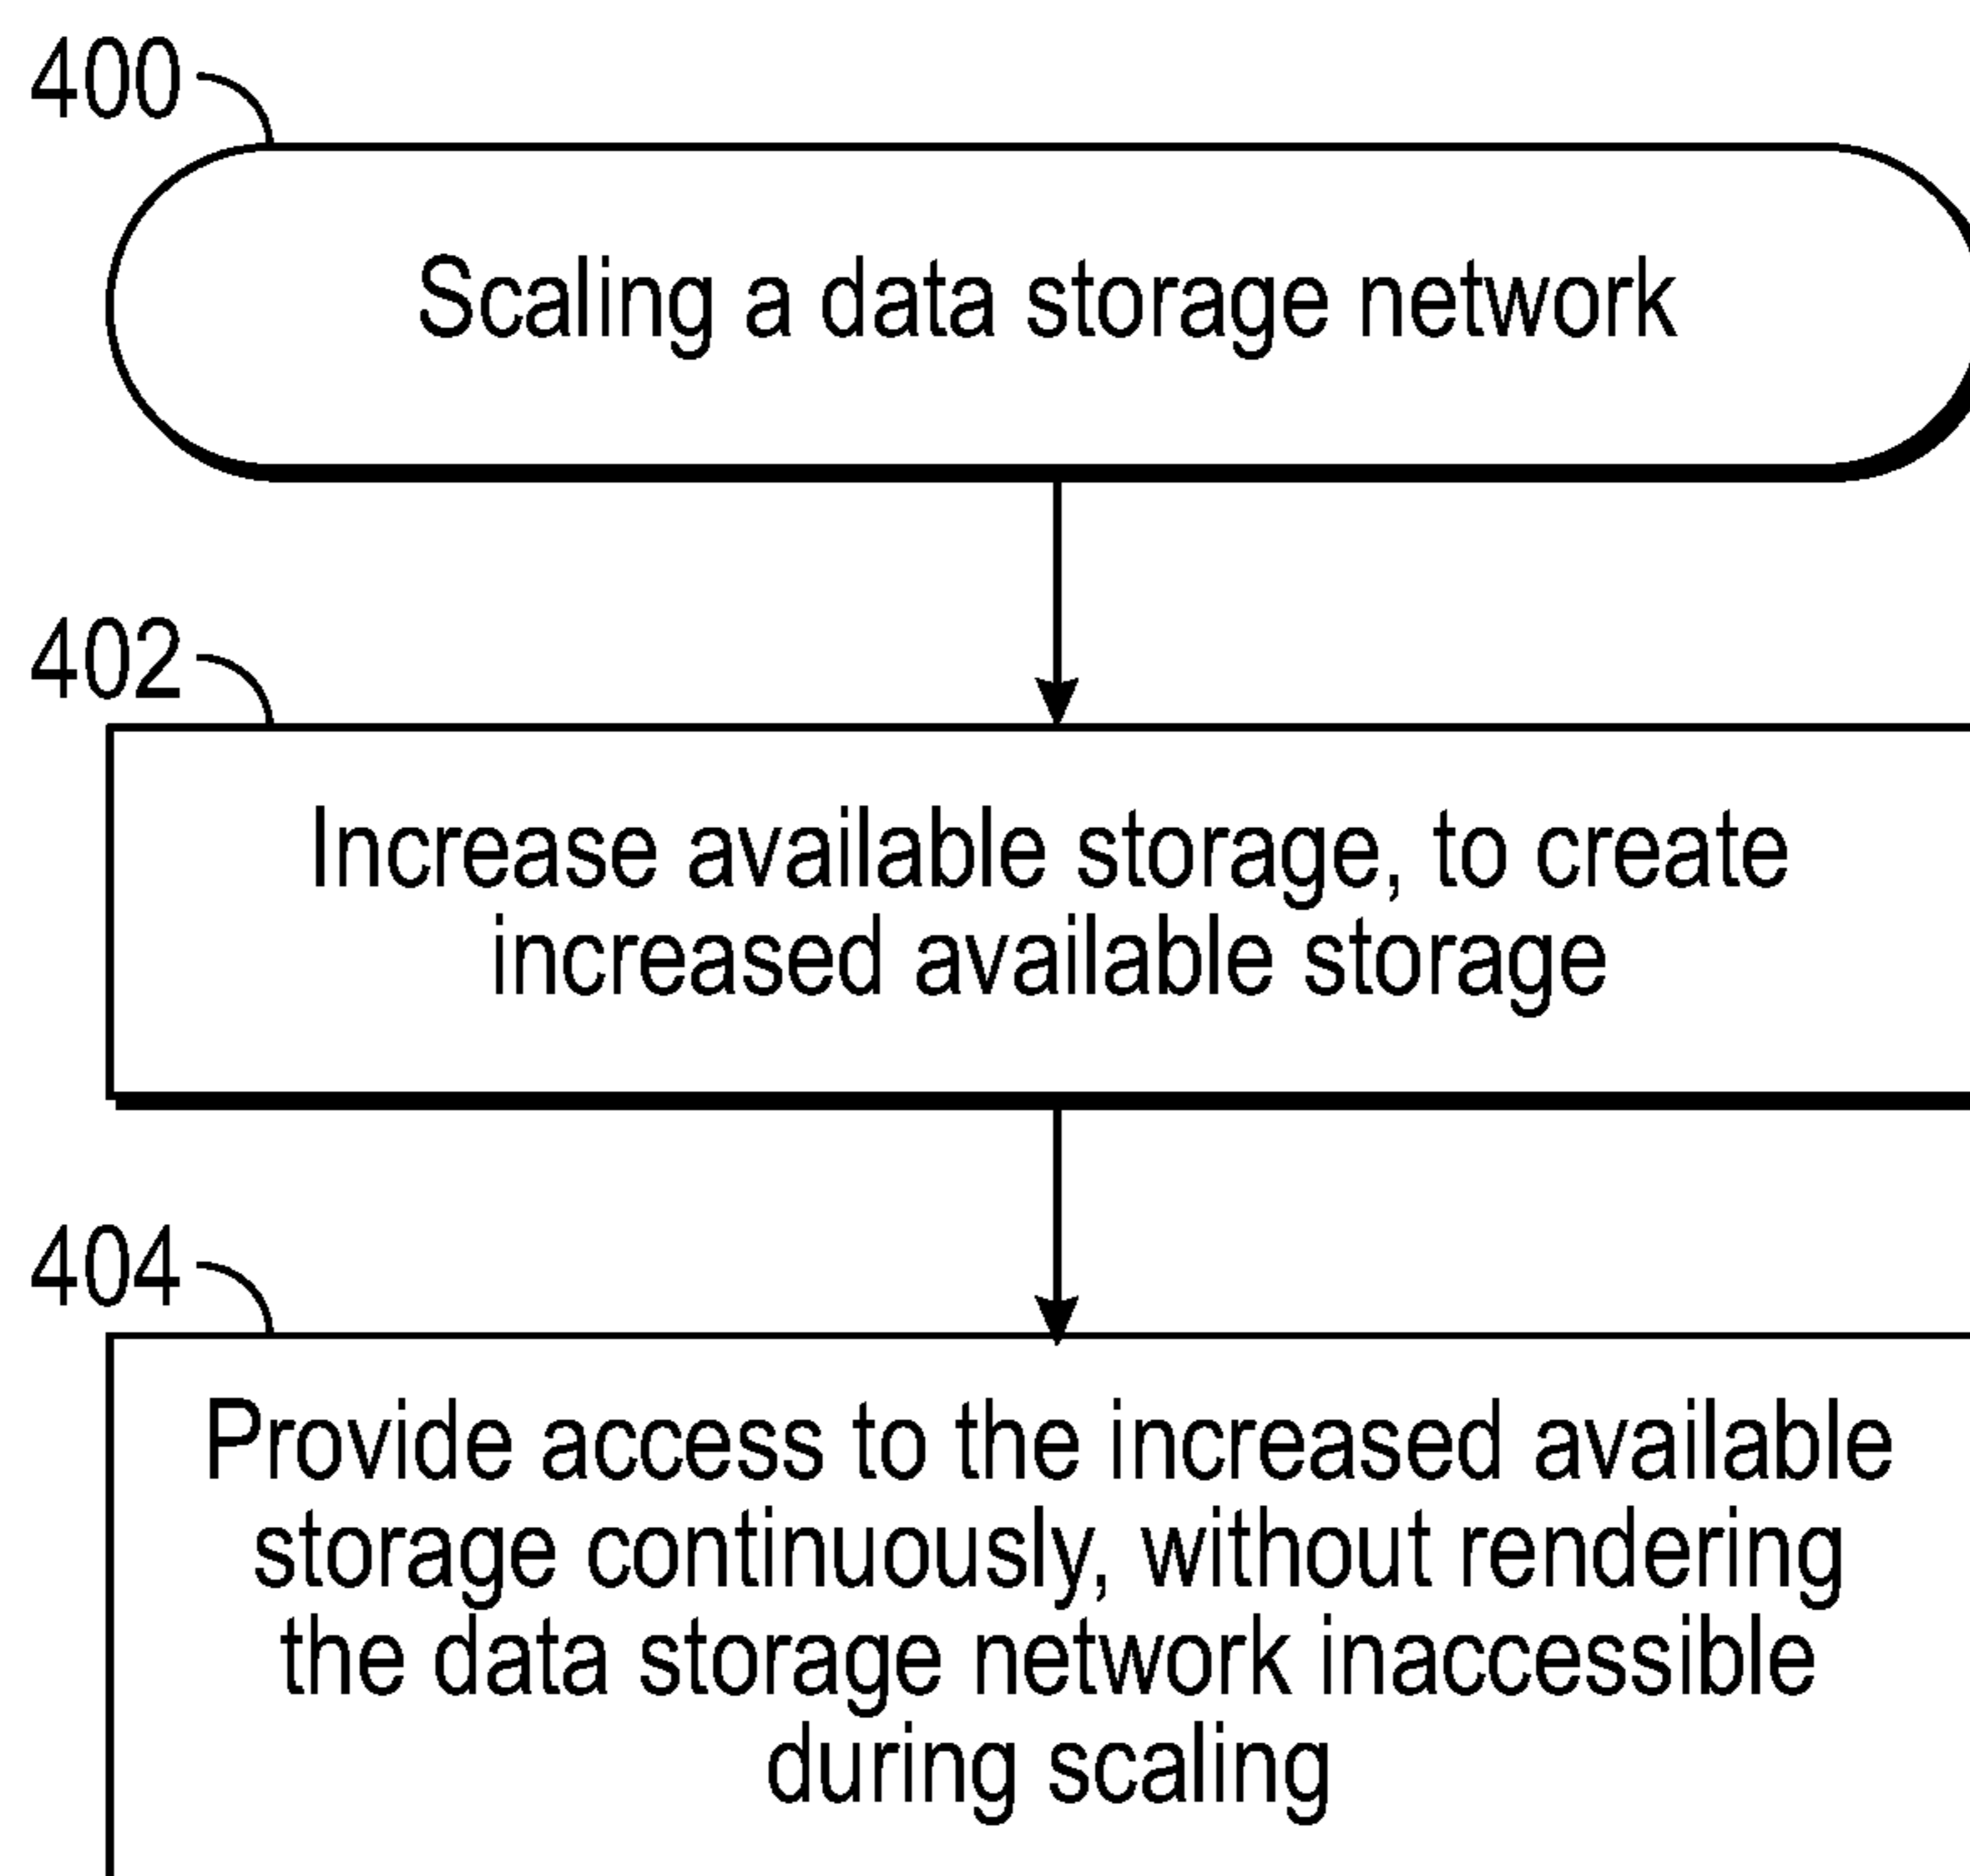 400
Scaling a data storage network
402
Increase available storage, to create
increased available storage
404
Provide access to the increased available
storage continuously, without rendering
the data storage network inaccessible
during scaling